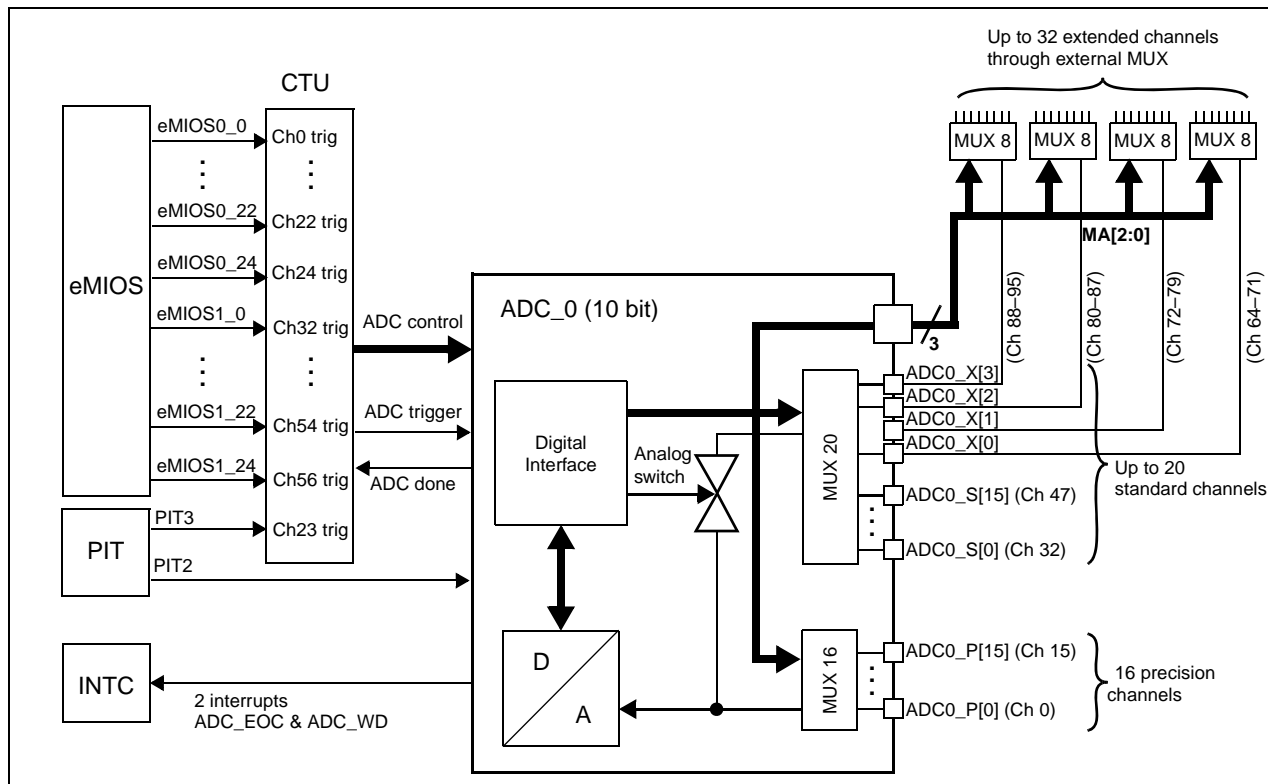 Up to 32 extended channels
through external MUX
CTU
eMIOS0_0
Ch0 trig
MUX 8
MUX 8
MUX 8
MUX 8
eMIOS0_22
Ch22 trig
MA[2:0]
eMIOS0_24
Ch24 trig
eMIOS
eMIOS1_0
Ch32 trig
ADC control
ADC_0 (10 bit)
3
(Ch 88–95)
(Ch 80–87)
(Ch 72–79)
(Ch 64–71)
ADC0_X[3]
ADC0_X[2]
ADC0_X[1]
ADC0_X[0]
eMIOS1_22
Ch54 trig
ADC trigger
Digital
Interface
Analog
switch
MUX 20
Up to 20
standard channels
eMIOS1_24
Ch56 trig
ADC done
ADC0_S[15] (Ch 47)
PIT3
Ch23 trig
PIT
ADC0_S[0] (Ch 32)
PIT2
D
A
MUX 16
ADC0_P[15] (Ch 15)
16 precision
channels
ADC0_P[0] (Ch 0)
INTC
2 interrupts
ADC_EOC & ADC_WD